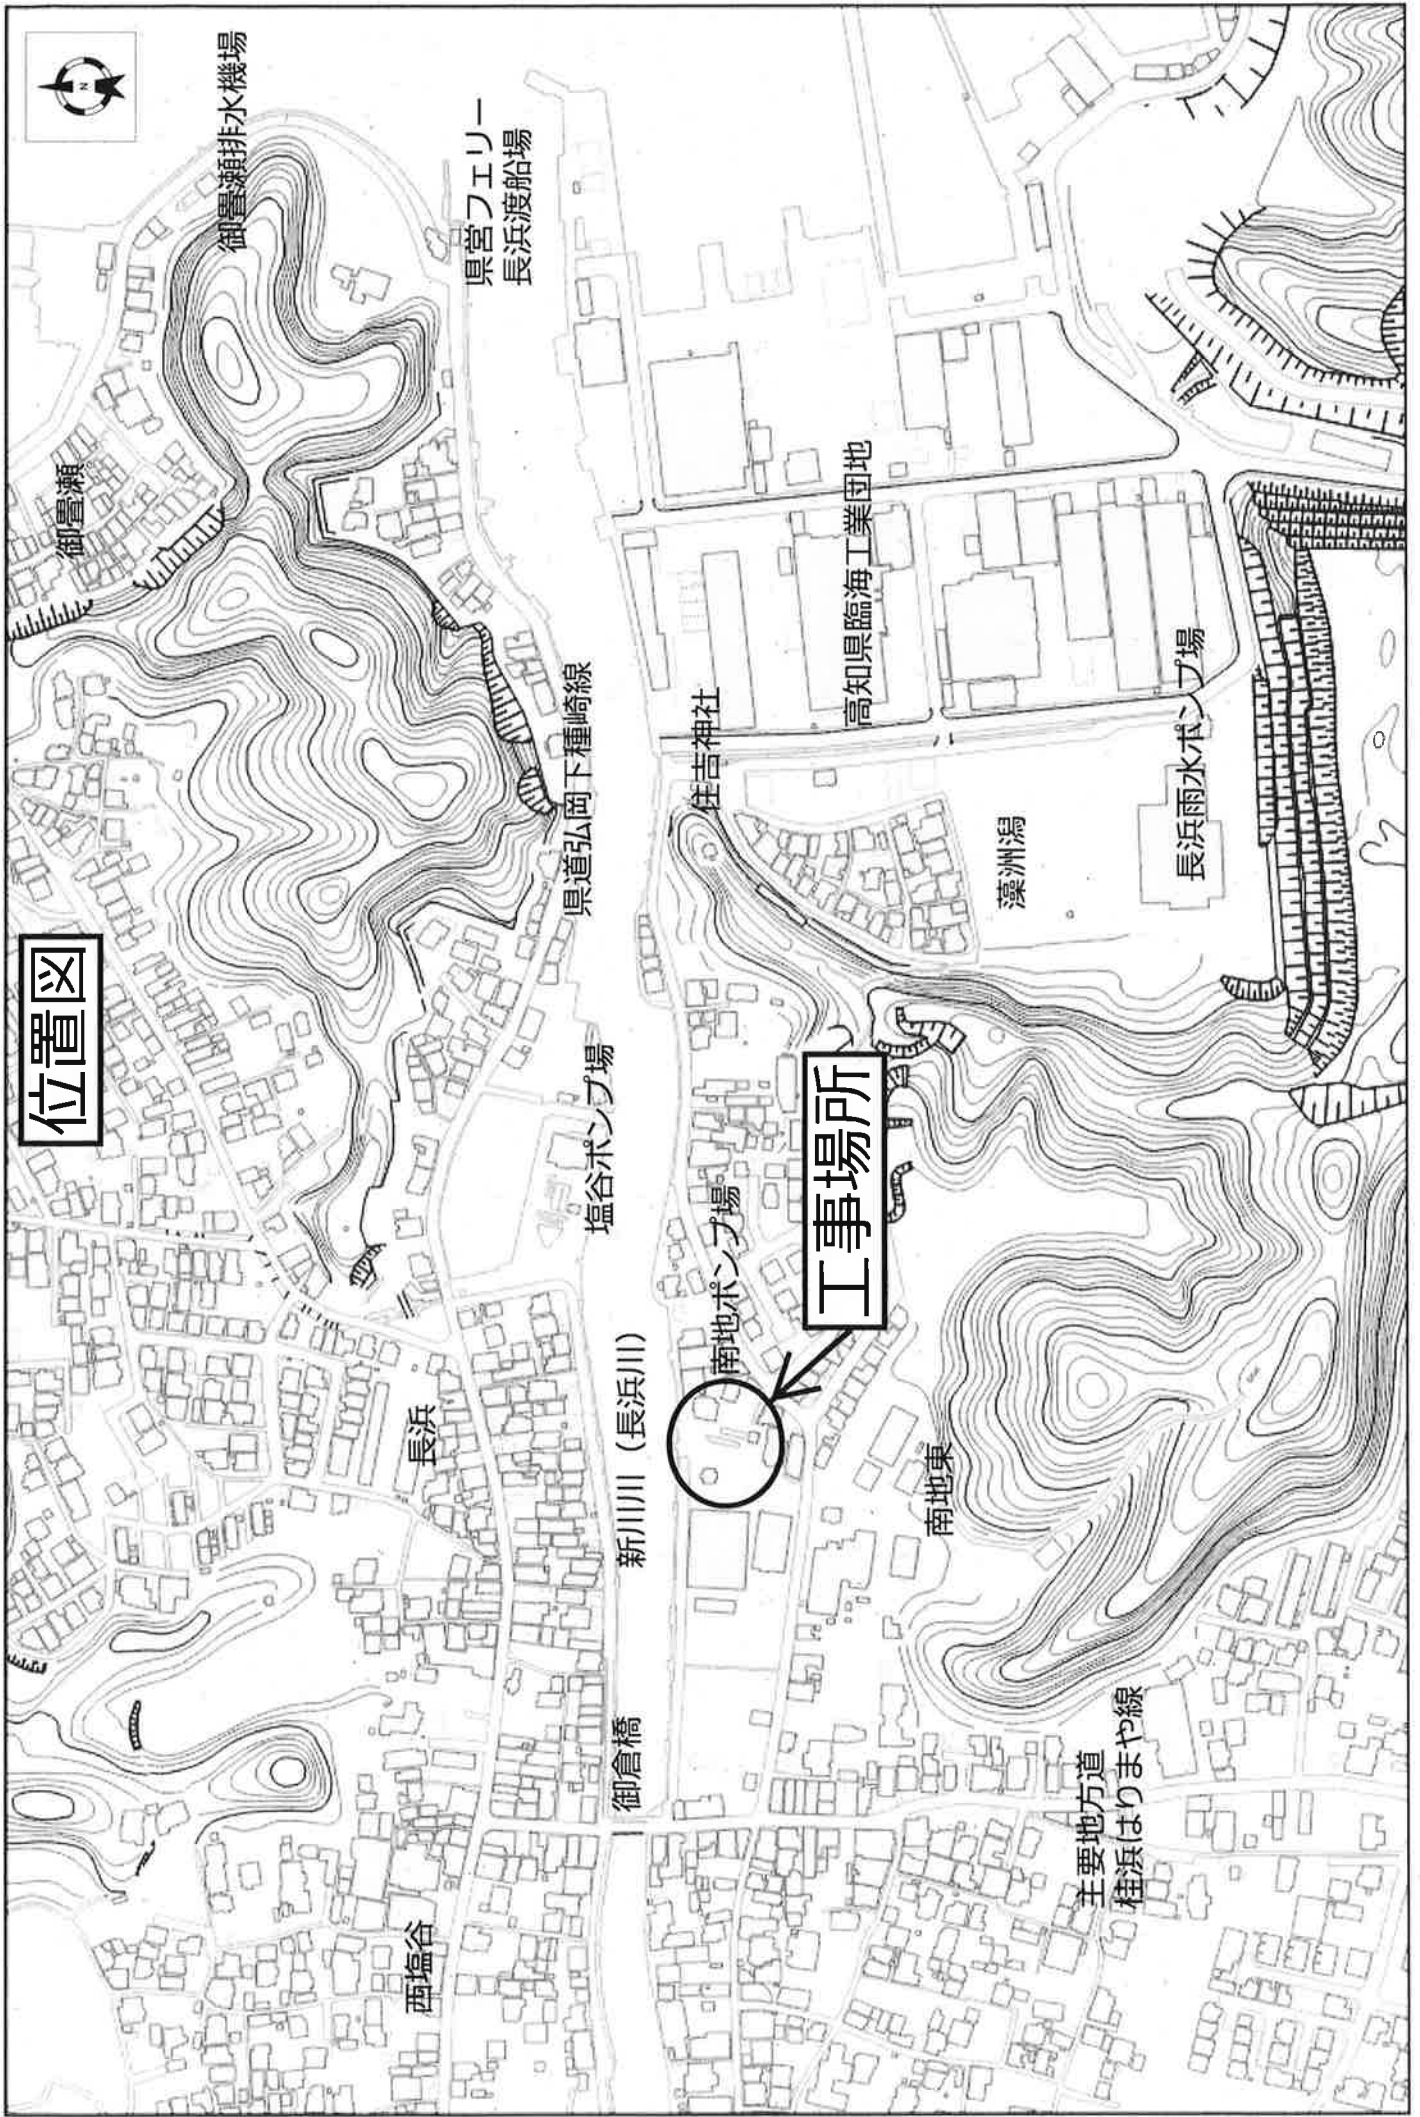 位置図
N
御畳瀬排水機場
御畳瀬
県営フェリー
長浜渡船場
県道弘岡下種崎線
住吉神社
高知県臨海工業団地
藻洲潟
長浜雨水ポンプ場
塩谷ポンプ場
南地ポンプ場
工事場所
新川川（長浜川）
長浜
南地東
御倉橋
西塩谷
主要地方道
桂浜はりまや線